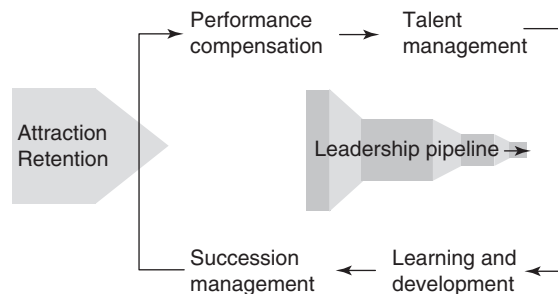 Performance
compensation
Talent
management
Attraction
Retention
Leadership pipeline
Succession
management
Learning and
development